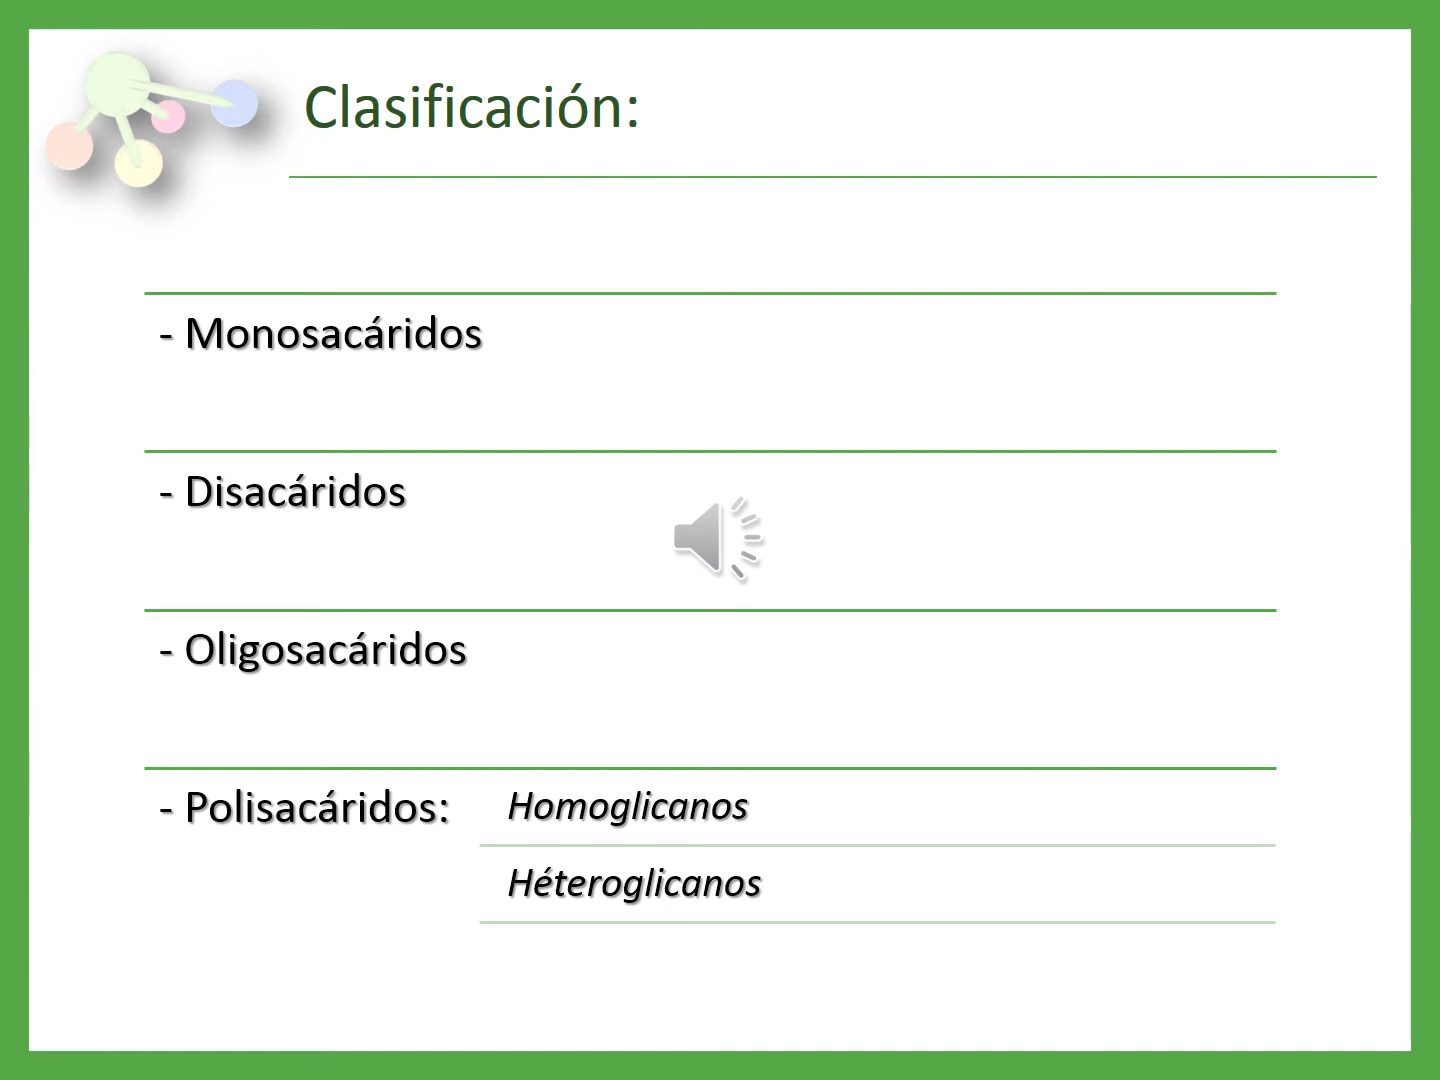 Clasificación:
- Monosacáridos
- Disacáridos
- Oligosacáridos
- Polisacáridos: Homoglicanos
Héteroglicanos